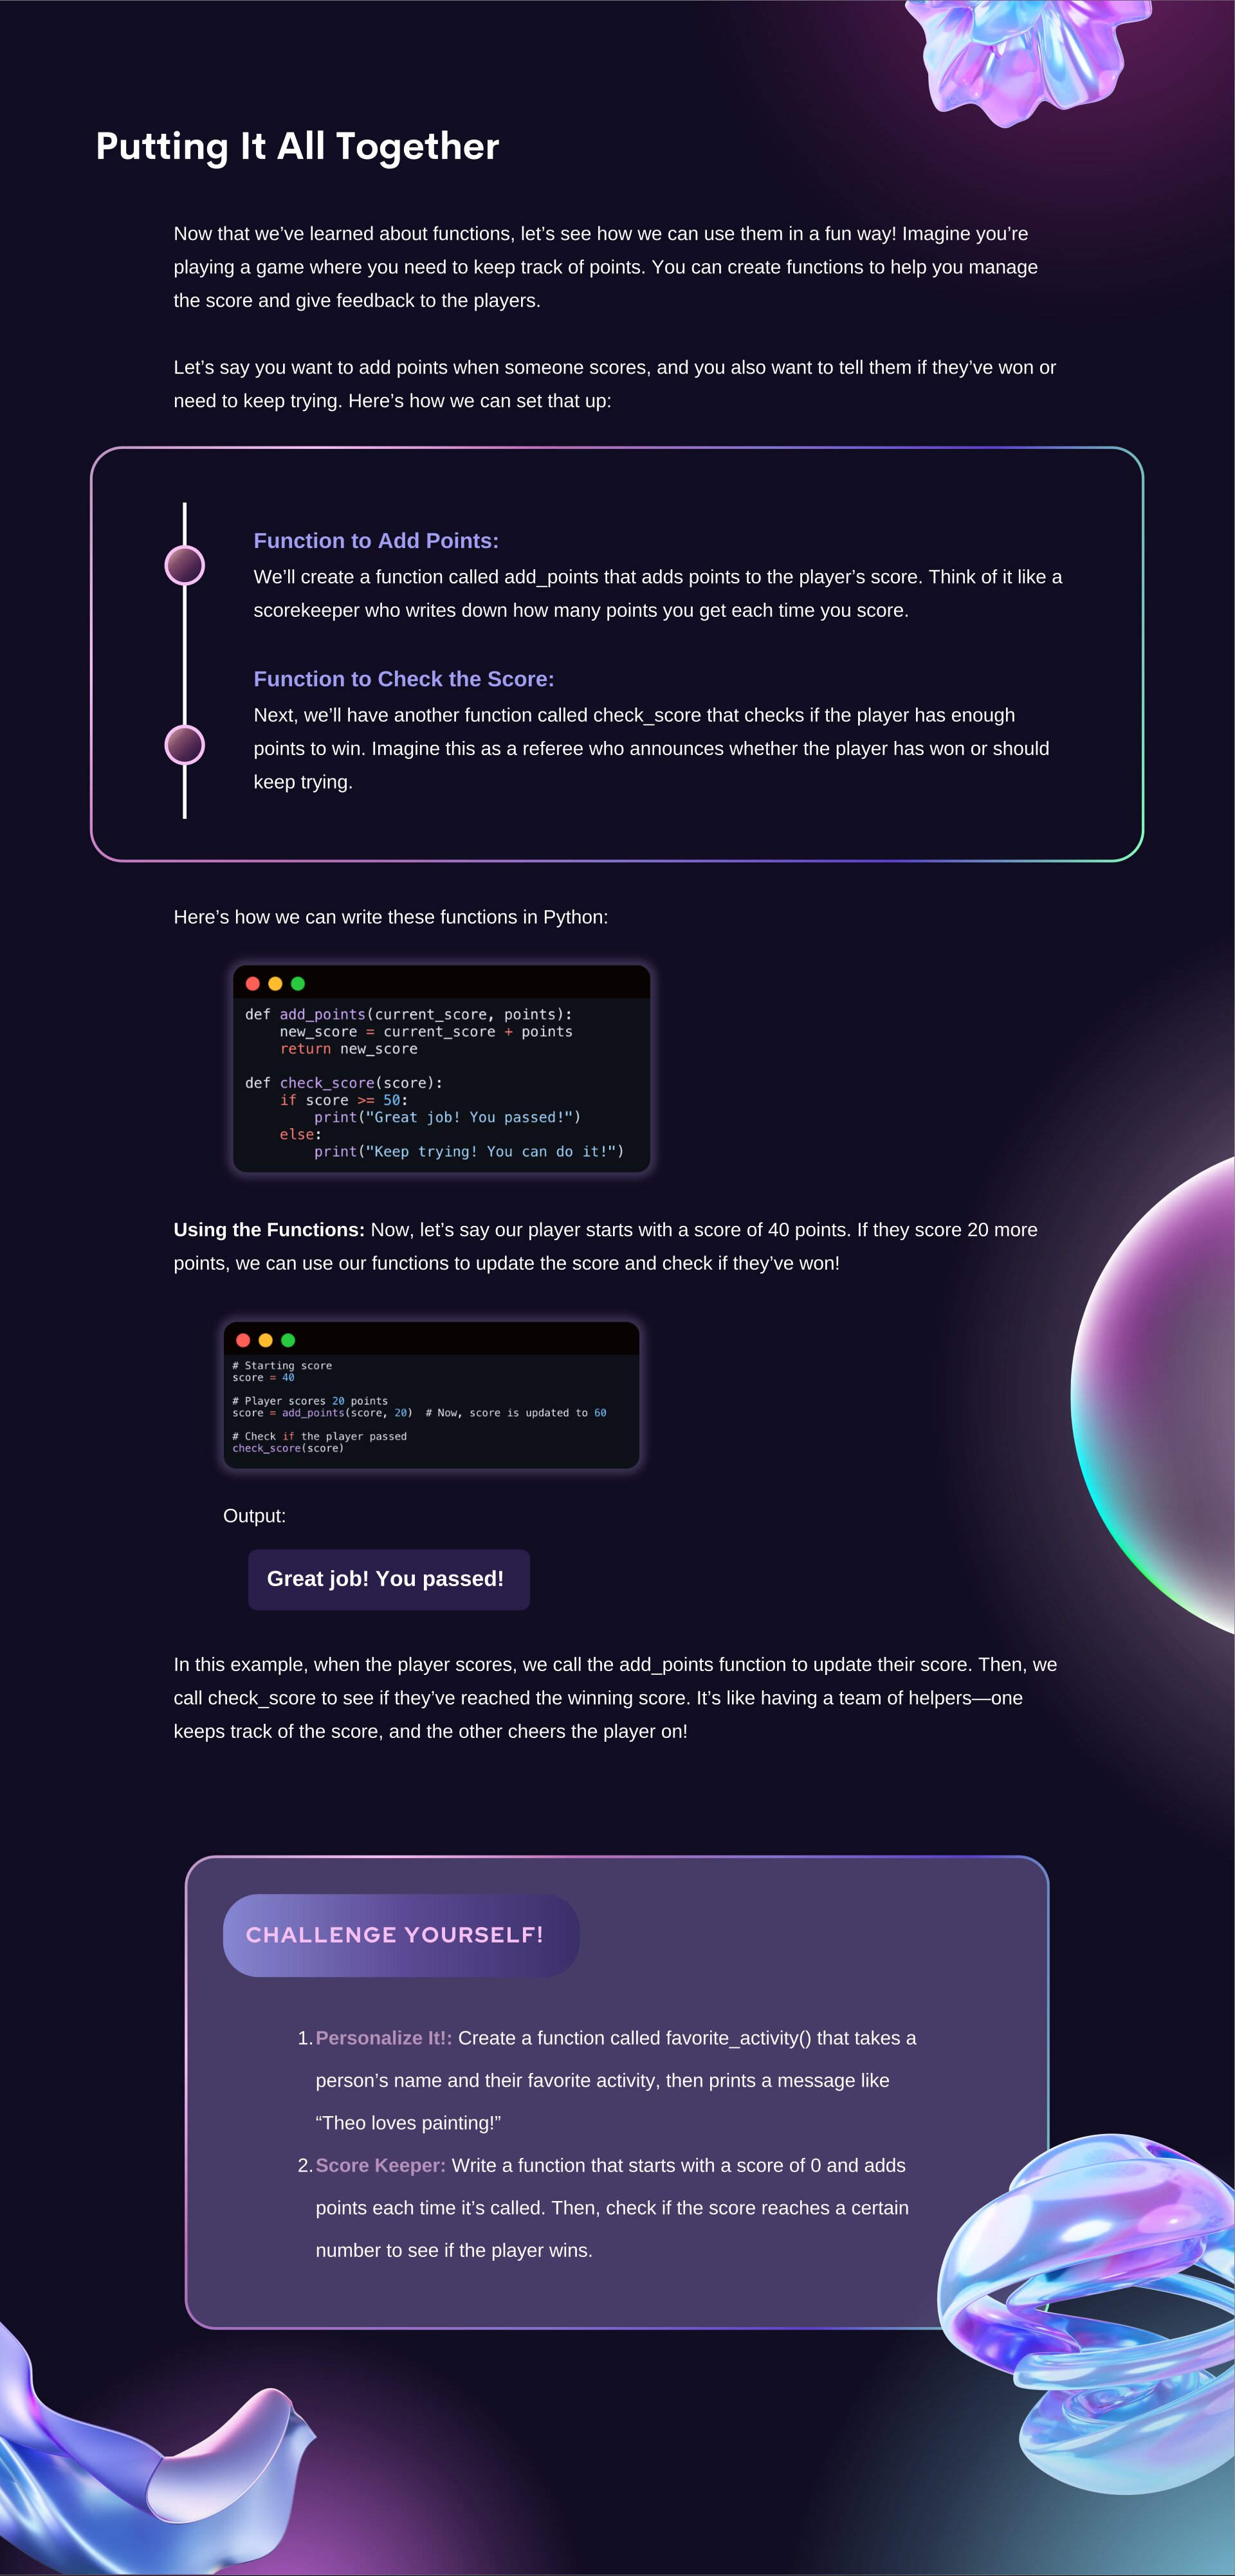 Putting It All Together
Now that we’ve learned about functions, let’s see how we can use them in a fun way! Imagine you’re
playing a game where you need to keep track of points. You can create functions to help you manage
the score and give feedback to the players.
Let’s say you want to add points when someone scores, and you also want to tell them if they’ve won or
need to keep trying. Here’s how we can set that up:
Function to Add Points:
We’ll create a function called add_points that adds points to the player’s score. Think of it like a
scorekeeper who writes down how many points you get each time you score.
Function to Check the Score:
Next, we’ll have another function called check_score that checks if the player has enough
points to win. Imagine this as a referee who announces whether the player has won or should
keep trying.
Here’s how we can write these functions in Python:
def add_points(current_score, points):
    new_score = current_score + points
    return new_score
def check_score(score):
    if score >= 50:
        print("Great job! You passed!")
    else:
        print("Keep trying! You can do it!")
Using the Functions: Now, let’s say our player starts with a score of 40 points. If they score 20 more
points, we can use our functions to update the score and check if they’ve won!
# Starting score
score = 40
# Player scores 20 points
score = add_points(score, 20)  # Now, score is updated to 60
# Check if the player passed
check_score(score)
Output:
Great job! You passed!
In this example, when the player scores, we call the add_points function to update their score. Then, we
call check_score to see if they’ve reached the winning score. It’s like having a team of helpers—one
keeps track of the score, and the other cheers the player on!
CHALLENGE YOURSELF!
1. Personalize It!: Create a function called favorite_activity() that takes a
person’s name and their favorite activity, then prints a message like
“Theo loves painting!”
2. Score Keeper: Write a function that starts with a score of 0 and adds
points each time it’s called. Then, check if the score reaches a certain
number to see if the player wins.